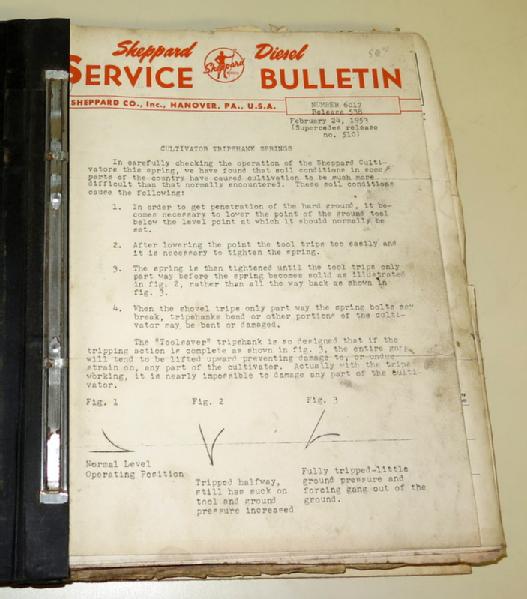 Sheppard Diesel
SERVICE BULLETIN
Sheppard
SHEPPARD CO., Inc., HANOVER, PA., U.S.A.
NUMBER 6017
Release 538
February 24, 1953
(Supercedes release
no. 510)
CULTIVATOR TRIPSHANK SPRINGS
In carefully checking the operation of the Sheppard Culti-
vators this spring, we have found that soil conditions in some
parts of the country have caused cultivation to be much more
difficult than that normally encountered. These soil conditions
cause the following:
1. In order to get penetration of the hard ground, it be-
comes necessary to lower the point of the ground tool
below the level point at which it should normally be
set.
2. After lowering the point the tool trips too easily and
it is necessary to tighten the spring.
3. The spring is then tightened until the tool trips only
part way before the spring becomes solid as illustrated
in fig. 2, rather than all the way back as shown in
fig. 3.
4. When the shovel trips only part way the spring bolts
break, tripshanks bend or other portions of the culti-
vator may be bent or damaged.
The "Toolsaver" tripshank is so designed that if the
tripping action is complete as shown in fig. 3, the entire gang
will tend to be lifted upward preventing damage to, or undue
strain on, any part of the cultivator. Actually with the trips
working, it is nearly impossible to damage any part of the culti-
vator.
Fig. 1 Fig. 2 Fig. 3
Normal Level
Operating Position
Tripped halfway,
still has suck on
tool and ground
pressure increased
Fully tripped-little
ground pressure and
forcing gang out of the
ground.